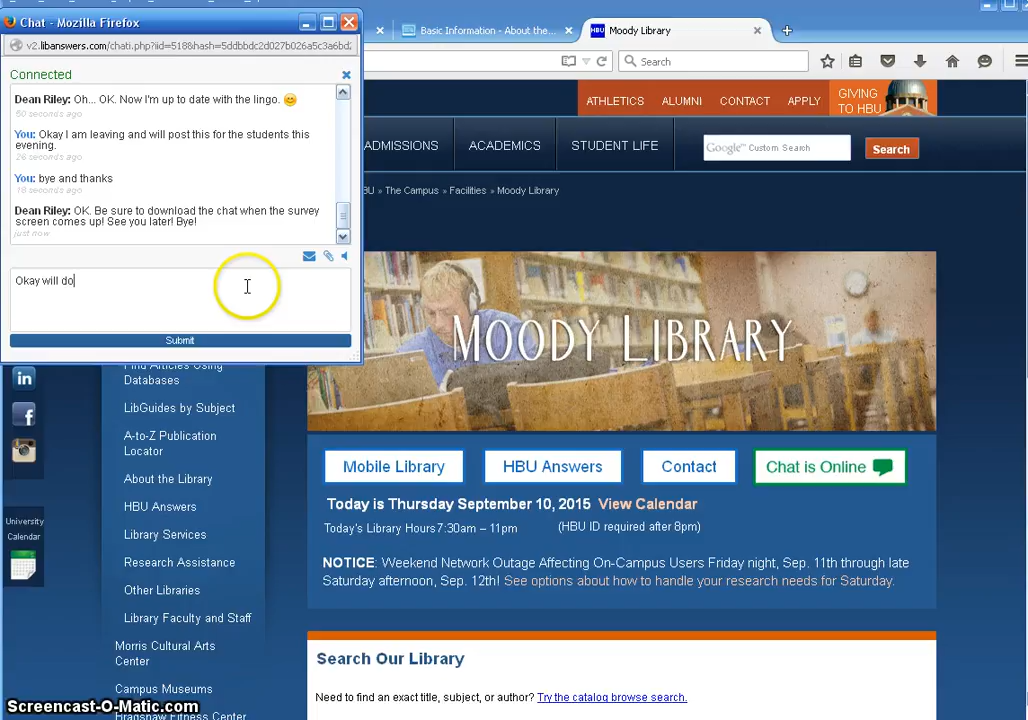 Chat - Mozilla Firefox
v2.libanswers.com/chati.php?iid=518&hash=5ddbbdc2d027b026a5c3a6bd2
Connected
Dean Riley: Oh... OK. Now I'm up to date with the lingo.
50 seconds ago
You: Okay I am leaving and will post this for the students this
evening.
26 seconds ago
You: bye and thanks
18 seconds ago
Dean Riley: OK. Be sure to download the chat when the survey
screen comes up! See you later! Bye!
just now
Okay will do
Submit
Basic Information - About the...
HBU Moody Library
Search
ATHLETICS ALUMNI CONTACT APPLY
GIVING
TO HBU
ADMISSIONS ACADEMICS STUDENT LIFE
Google™ Custom Search
Search
BU » The Campus » Facilities » Moody Library
MOODY LIBRARY
in
f
University
Calendar
Find Articles Using
Databases
LibGuides by Subject
A-to-Z Publication
Locator
About the Library
HBU Answers
Library Services
Research Assistance
Other Libraries
Library Faculty and Staff
Morris Cultural Arts
Center
Campus Museums
Bradshaw Fitness Center
Mobile Library HBU Answers Contact Chat is Online
Today is Thursday September 10, 2015 View Calendar
Today's Library Hours 7:30am – 11pm (HBU ID required after 8pm)
NOTICE: Weekend Network Outage Affecting On-Campus Users Friday night, Sep. 11th through late
Saturday afternoon, Sep. 12th! See options about how to handle your research needs for Saturday.
Search Our Library
Need to find an exact title, subject, or author? Try the catalog browse search.
Screencast-O-Matic.com